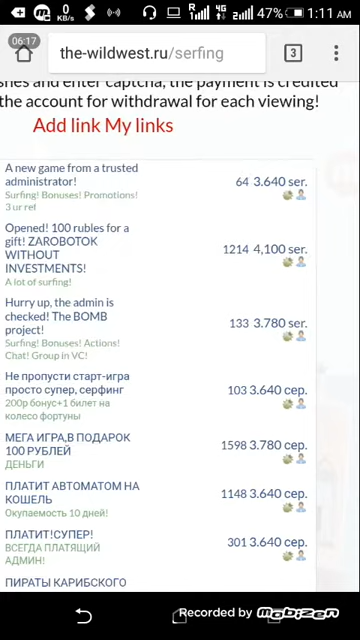 0 KB/s R 4G 47% 1:11 AM
06:17
the-wildwest.ru/serfing 3
shes and enter captcha, the payment is credited
the account for withdrawal for each viewing!
Add link My links
A new game from a trusted
administrator!
64 3.640 ser.
Surfing! Bonuses! Promotions!
3 ur ref
Opened! 100 rubles for a
gift! ZAROBOTOK
WITHOUT
INVESTMENTS!
1214 4,100 ser.
A lot of surfing!
Hurry up, the admin is
checked! The BOMB
project!
133 3.780 ser.
Surfing! Bonuses! Actions!
Chat! Group in VC!
Не пропусти старт-игра
просто супер, серфинг
103 3.640 сер.
200р бонус+1 билет на
колесо фортуны
МЕГА ИГРА,В ПОДАРОК
100 РУБЛЕЙ
1598 3.780 сер.
ДЕНЬГИ
ПЛАТИТ АВТОМАТОМ НА
КОШЕЛЬ
1148 3.640 сер.
Окупаемость 10 дней!
ПЛАТИТ!СУПЕР!
301 3.640 сер.
ВСЕГДА ПЛАТЯЩИЙ
АДМИН!
ПИРАТЫ КАРИБСКОГО
Recorded by Mobizen